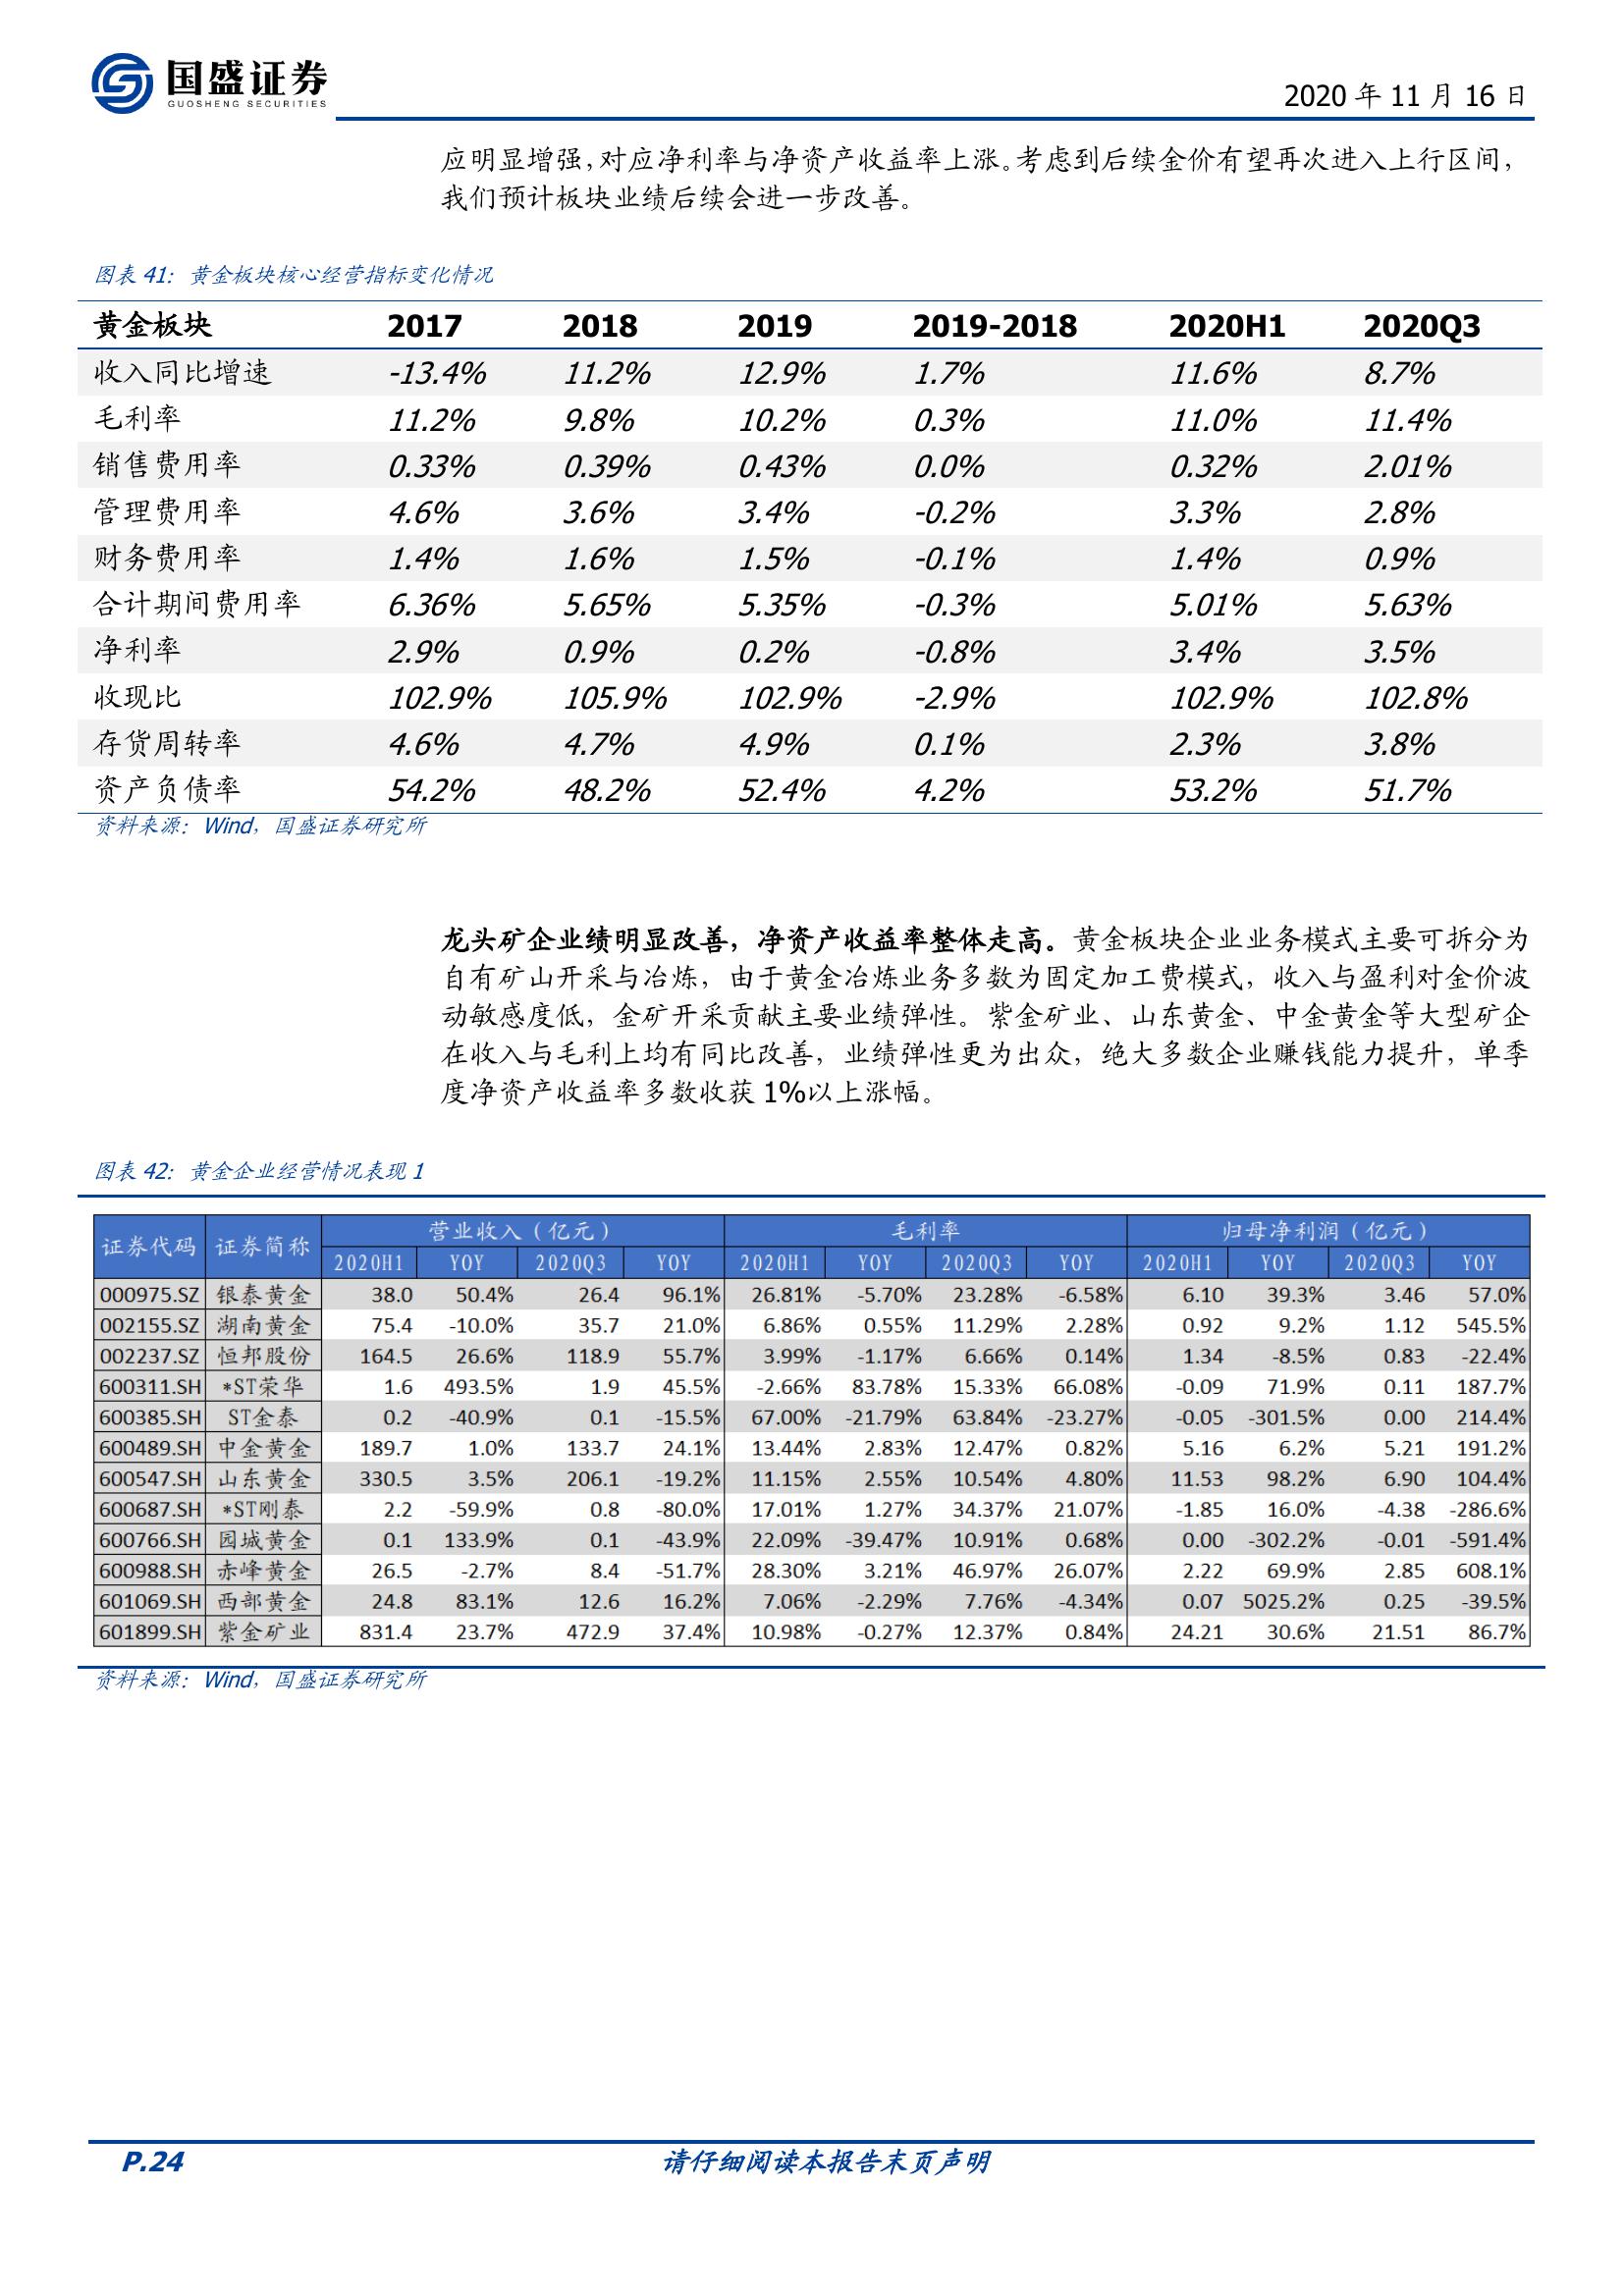 国盛证券
GUOSHENG SECURITIES
2020 年 11 月 16 日
应明显增强，对应净利率与净资产收益率上涨。考虑到后续金价有望再次进入上行区间，
我们预计板块业绩后续会进一步改善。
图表 41： 黄金板块核心经营指标变化情况
黄金板块 2017 2018 2019 2019-2018 2020H1 2020Q3
收入同比增速 -13.4% 11.2% 12.9% 1.7% 11.6% 8.7%
毛利率 11.2% 9.8% 10.2% 0.3% 11.0% 11.4%
销售费用率 0.33% 0.39% 0.43% 0.0% 0.32% 2.01%
管理费用率 4.6% 3.6% 3.4% -0.2% 3.3% 2.8%
财务费用率 1.4% 1.6% 1.5% -0.1% 1.4% 0.9%
合计期间费用率 6.36% 5.65% 5.35% -0.3% 5.01% 5.63%
净利率 2.9% 0.9% 0.2% -0.8% 3.4% 3.5%
收现比 102.9% 105.9% 102.9% -2.9% 102.9% 102.8%
存货周转率 4.6% 4.7% 4.9% 0.1% 2.3% 3.8%
资产负债率 54.2% 48.2% 52.4% 4.2% 53.2% 51.7%
资料来源：Wind，国盛证券研究所
龙头矿企业绩明显改善，净资产收益率整体走高。黄金板块企业业务模式主要可拆分为
自有矿山开采与冶炼，由于黄金冶炼业务多数为固定加工费模式，收入与盈利对金价波
动敏感度低，金矿开采贡献主要业绩弹性。紫金矿业、山东黄金、中金黄金等大型矿企
在收入与毛利上均有同比改善，业绩弹性更为出众，绝大多数企业赚钱能力提升，单季
度净资产收益率多数收获 1%以上涨幅。
图表 42： 黄金企业经营情况表现 1
证券代码 证券简称 营业收入（亿元） 毛利率 归母净利润（亿元）
2020H1 YOY 2020Q3 YOY 2020H1 YOY 2020Q3 YOY 2020H1 YOY 2020Q3 YOY
000975.SZ 银泰黄金 38.0 50.4% 26.4 96.1% 26.81% -5.70% 23.28% -6.58% 6.10 39.3% 3.46 57.0%
002155.SZ 湖南黄金 75.4 -10.0% 35.7 21.0% 6.86% 0.55% 11.29% 2.28% 0.92 9.2% 1.12 545.5%
002237.SZ 恒邦股份 164.5 26.6% 118.9 55.7% 3.99% -1.17% 6.66% 0.14% 1.34 -8.5% 0.83 -22.4%
600311.SH *ST荣华 1.6 493.5% 1.9 45.5% -2.66% 83.78% 15.33% 66.08% -0.09 71.9% 0.11 187.7%
600385.SH ST金泰 0.2 -40.9% 0.1 -15.5% 67.00% -21.79% 63.84% -23.27% -0.05 -301.5% 0.00 214.4%
600489.SH 中金黄金 189.7 1.0% 133.7 24.1% 13.44% 2.83% 12.47% 0.82% 5.16 6.2% 5.21 191.2%
600547.SH 山东黄金 330.5 3.5% 206.1 -19.2% 11.15% 2.55% 10.54% 4.80% 11.53 98.2% 6.90 104.4%
600687.SH *ST刚泰 2.2 -59.9% 0.8 -80.0% 17.01% 1.27% 34.37% 21.07% -1.85 16.0% -4.38 -286.6%
600766.SH 园城黄金 0.1 133.9% 0.1 -43.9% 22.09% -39.47% 10.91% 0.68% 0.00 -302.2% -0.01 -591.4%
600988.SH 赤峰黄金 26.5 -2.7% 8.4 -51.7% 28.30% 3.21% 46.97% 26.07% 2.22 69.9% 2.85 608.1%
601069.SH 西部黄金 24.8 83.1% 12.6 16.2% 7.06% -2.29% 7.76% -4.34% 0.07 5025.2% 0.25 -39.5%
601899.SH 紫金矿业 831.4 23.7% 472.9 37.4% 10.98% -0.27% 12.37% 0.84% 24.21 30.6% 21.51 86.7%
资料来源：Wind，国盛证券研究所
P.24 请仔细阅读本报告末页声明